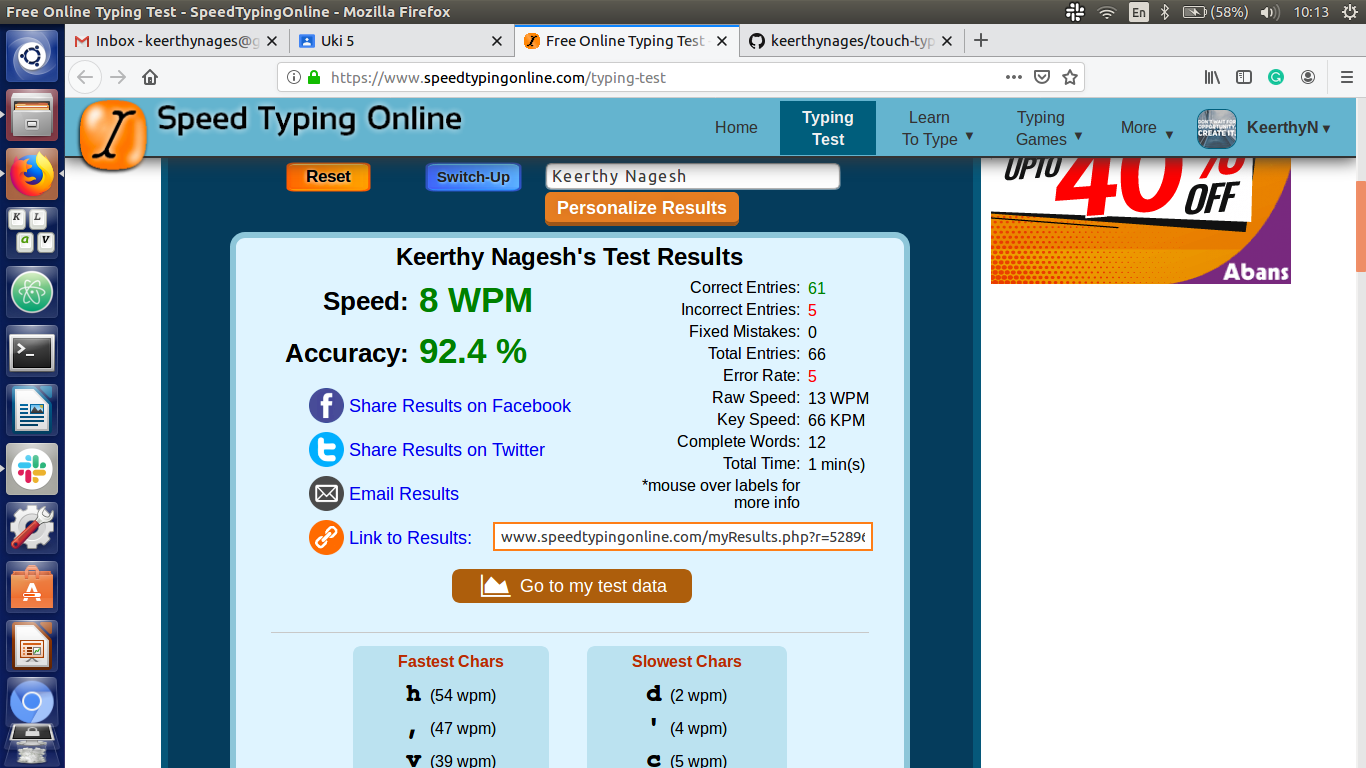 Free Online Typing Test - SpeedTypingOnline - Mozilla Firefox
En (58%) 10:13
Inbox - keerthynages@g
Uki 5
Free Online Typing Test
keerthynages/touch-typ
https://www.speedtypingonline.com/typing-test
Speed Typing Online
Home
Typing Test
Learn To Type ▼
Typing Games ▼
More ▼
DON'T WAIT FOR OPPORTUNITY. CREATE IT.
KeerthyN ▾
Reset
Switch-Up
Keerthy Nagesh
Personalize Results
UPTO 40% OFF
Abans
Keerthy Nagesh's Test Results
Speed: 8 WPM
Accuracy: 92.4 %
Share Results on Facebook
Share Results on Twitter
Email Results
Link to Results: www.speedtypingonline.com/myResults.php?r=5289
Correct Entries: 61
Incorrect Entries: 5
Fixed Mistakes: 0
Total Entries: 66
Error Rate: 5
Raw Speed: 13 WPM
Key Speed: 66 KPM
Complete Words: 12
Total Time: 1 min(s)
*mouse over labels for
more info
Go to my test data
Fastest Chars
h (54 wpm)
, (47 wpm)
v (39 wpm)
Slowest Chars
d (2 wpm)
' (4 wpm)
c (5 wpm)
K L
a v